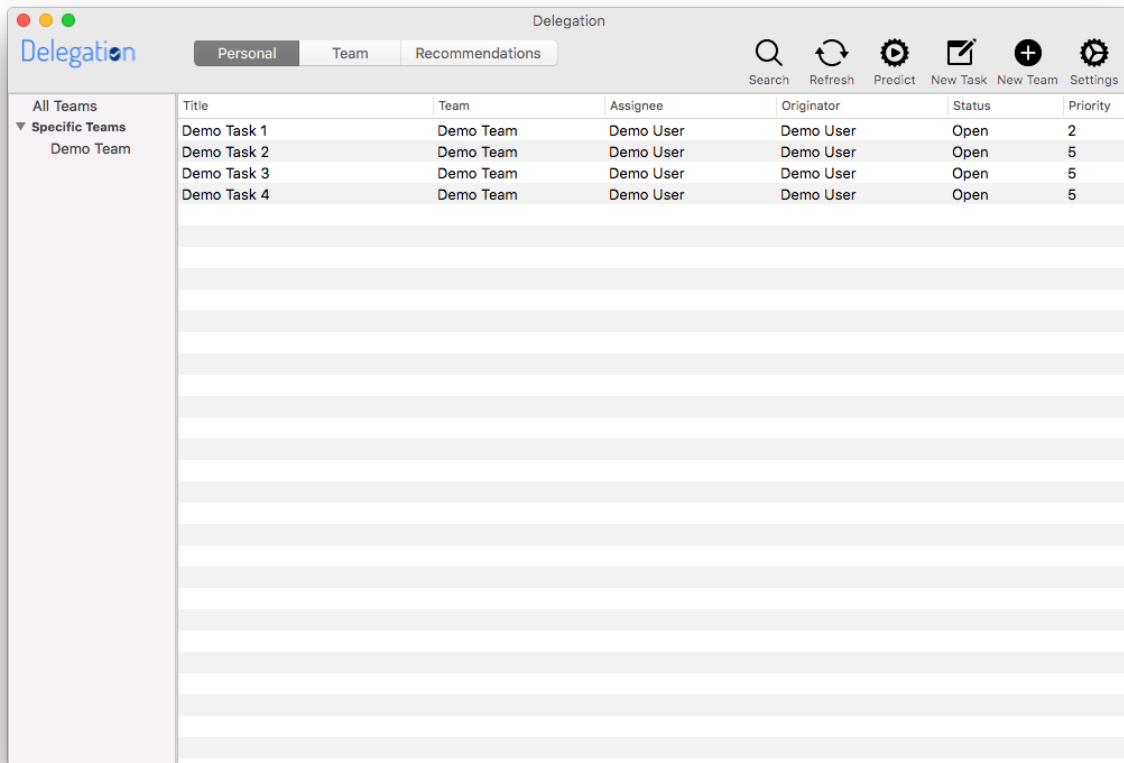 Delegation
Delegation
Personal Team Recommendations
Search Refresh Predict New Task New Team Settings
All Teams
Specific Teams
Demo Team
Title Team Assignee Originator Status Priority
Demo Task 1 Demo Team Demo User Demo User Open 2
Demo Task 2 Demo Team Demo User Demo User Open 5
Demo Task 3 Demo Team Demo User Demo User Open 5
Demo Task 4 Demo Team Demo User Demo User Open 5